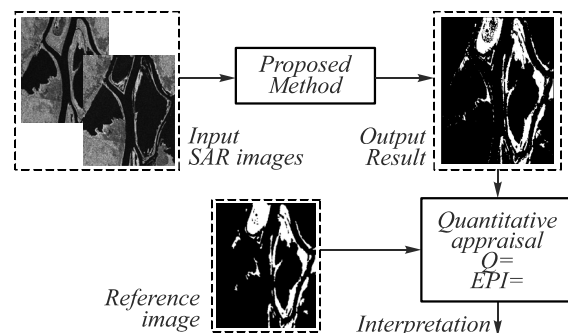 Proposed
Method
Input
SAR images
Output
Result
Quantitative
appraisal
Q=
EPI=
Reference
image
Interpretation